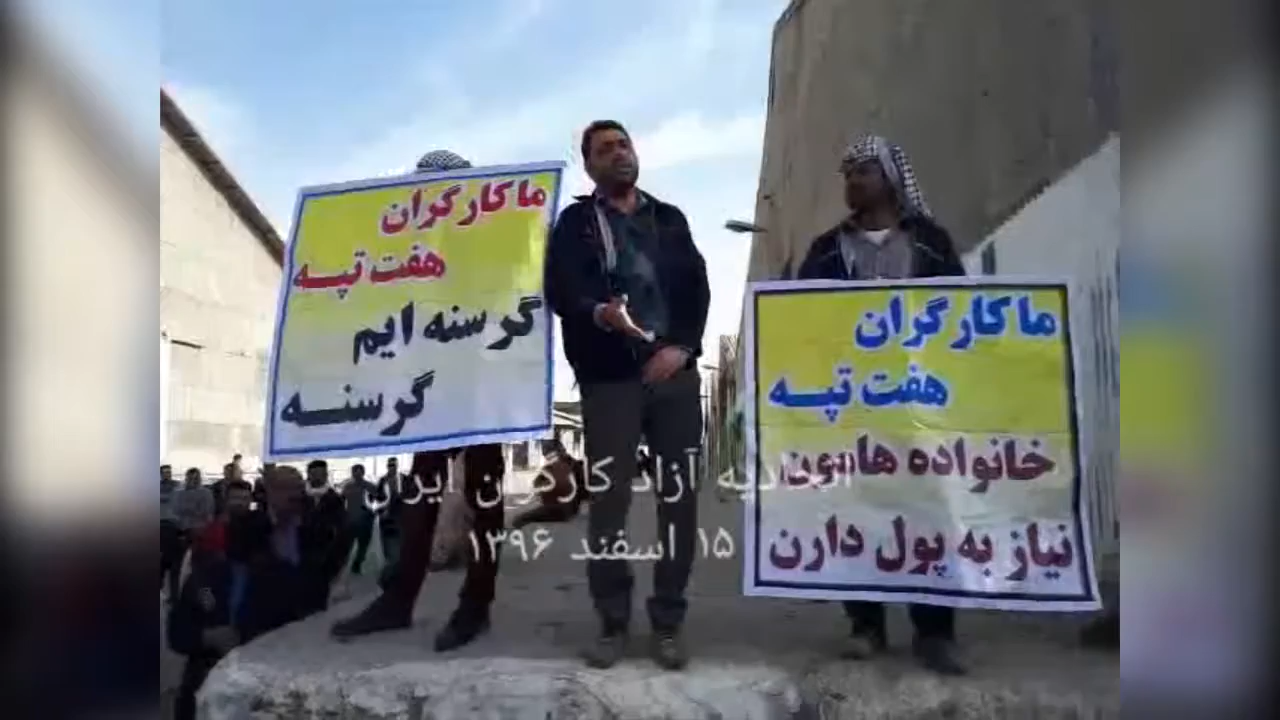 ما کارگران
هفت تپه
گرسنه ایم
گرسنه
ما کارگران
هفت تپه
خانواده هامون
نیاز به پول دارن
اتحادیه آزاد کارگران ایران
۱۵ اسفند ۱۳۹۶